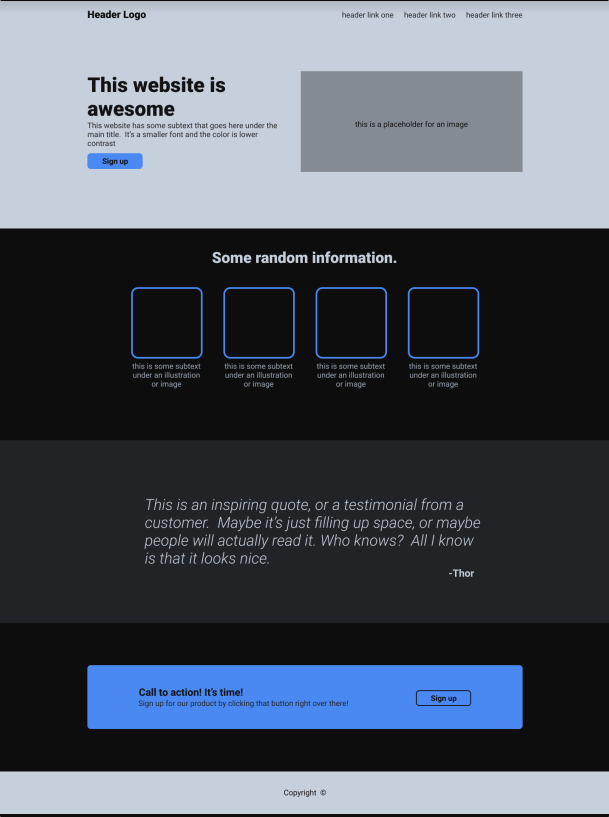 Header Logo
header link one
header link two
header link three
This website is
awesome
This website has some subtext that goes here under the
main title.  It's a smaller font and the color is lower
contrast
Sign up
this is a placeholder for an image
Some random information.
this is some subtext
under an illustration
or image
this is some subtext
under an illustration
or image
this is some subtext
under an illustration
or image
this is some subtext
under an illustration
or image
This is an inspiring quote, or a testimonial from a
customer.  Maybe it's just filling up space, or maybe
people will actually read it. Who knows?  All I know
is that it looks nice.
-Thor
Call to action! It's time!
Sign up for our product by clicking that button right over there!
Sign up
Copyright  ©